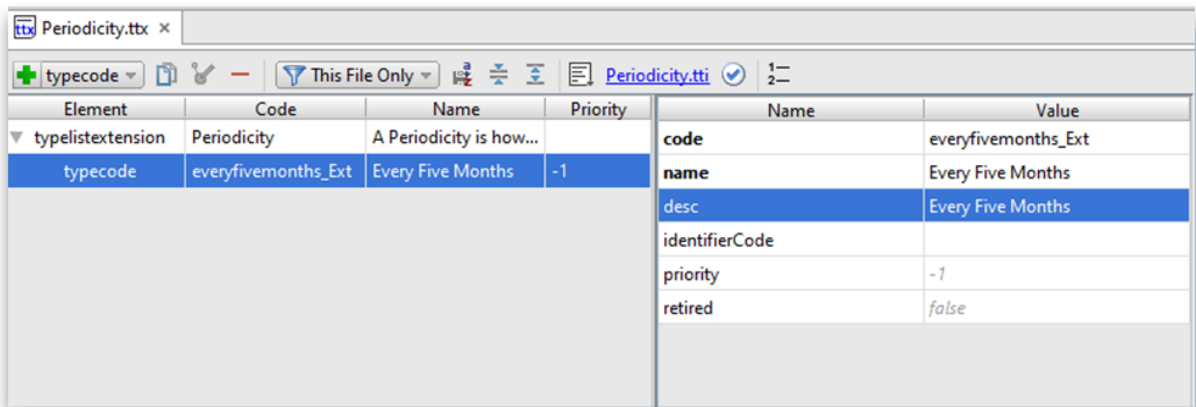 ttx Periodicity.ttx ×
typecode This File Only a z Periodicity.tti 1 2
Element Code Name Priority Name Value
typelistextension Periodicity A Periodicity is how... code everyfivemonths_Ext
typecode everyfivemonths_Ext Every Five Months -1 name Every Five Months
desc Every Five Months
identifierCode
priority -1
retired false